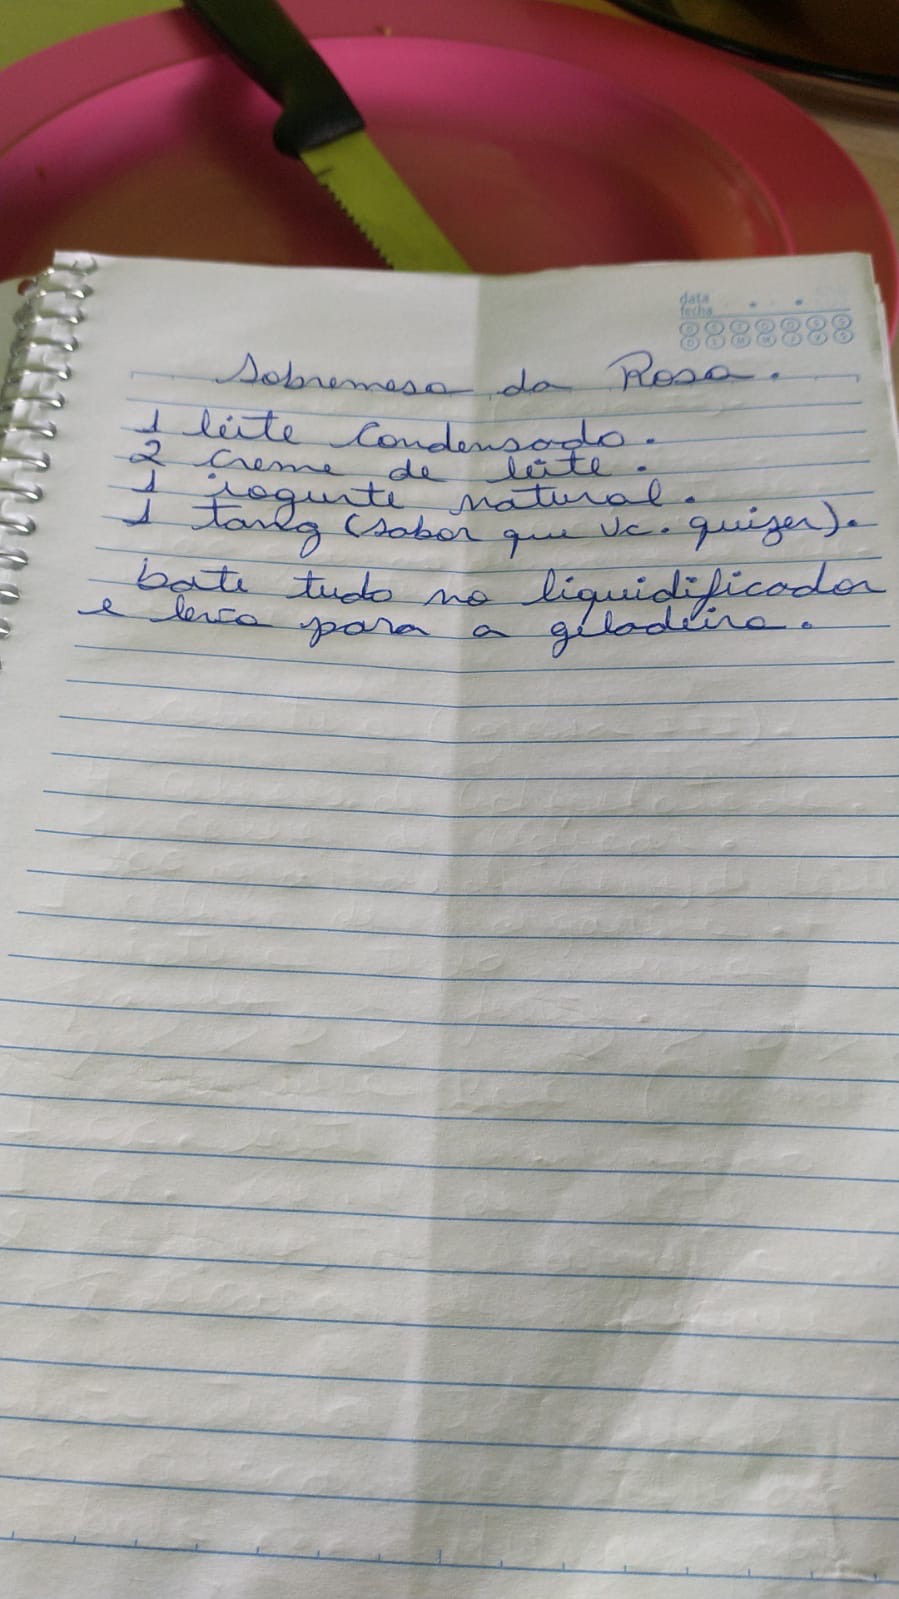 data
fecha
D S T Q Q S S
D L M M J V S
Sobremesa da Rosa.
1 leite condensado.
2 creme de leite.
1 iogurte natural.
1 tang (sabor que vc. quizer).
bate tudo no liquidificador
e leva para a geladeira.